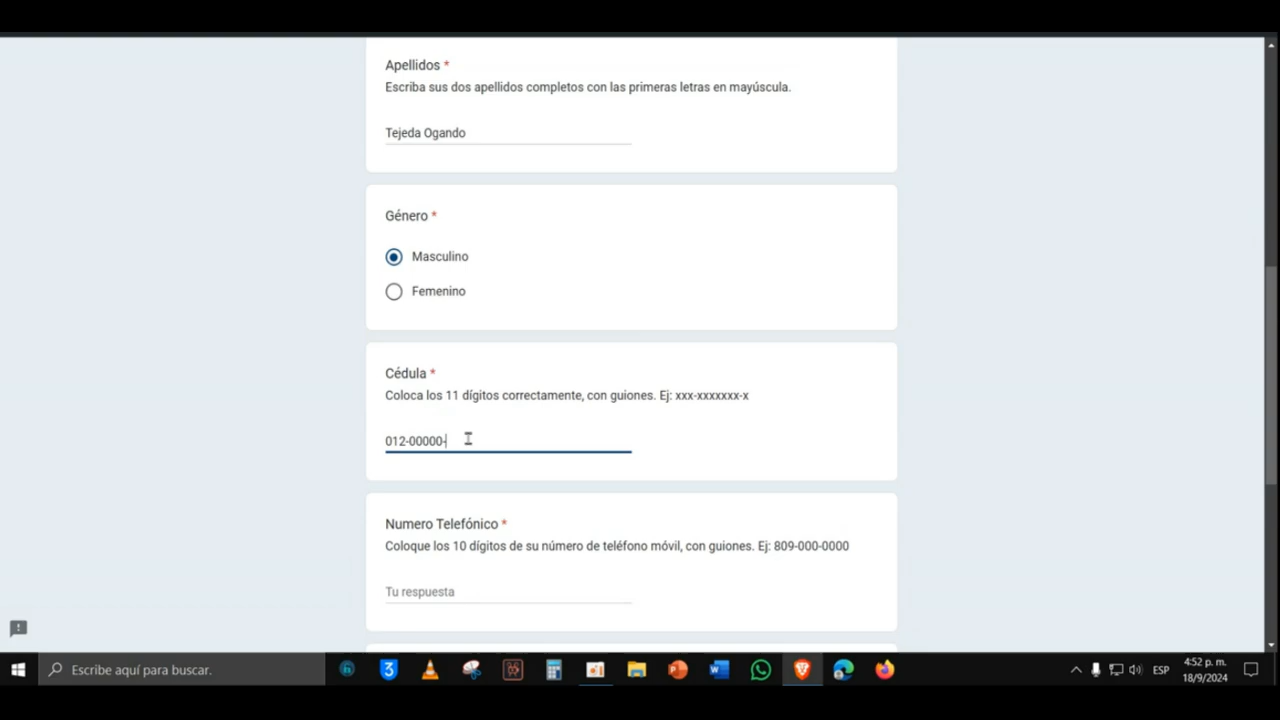 Apellidos *
Escriba sus dos apellidos completos con las primeras letras en mayúscula.
Tejeda Ogando
Género *
Masculino
Femenino
Cédula *
Coloca los 11 dígitos correctamente, con guiones. Ej: xxx-xxxxxxx-x
012-00000-
Numero Telefónico *
Coloque los 10 dígitos de su número de teléfono móvil, con guiones. Ej: 809-000-0000
Tu respuesta
Escribe aquí para buscar.
ESP
4:52 p. m.
18/9/2024